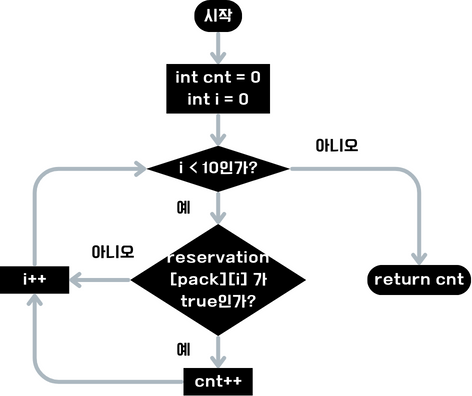 시작
int cnt = 0
int i = 0
i < 10인가?
아니오
예
reservation
[pack][i] 가
true인가?
아니오
i++
return cnt
예
cnt++